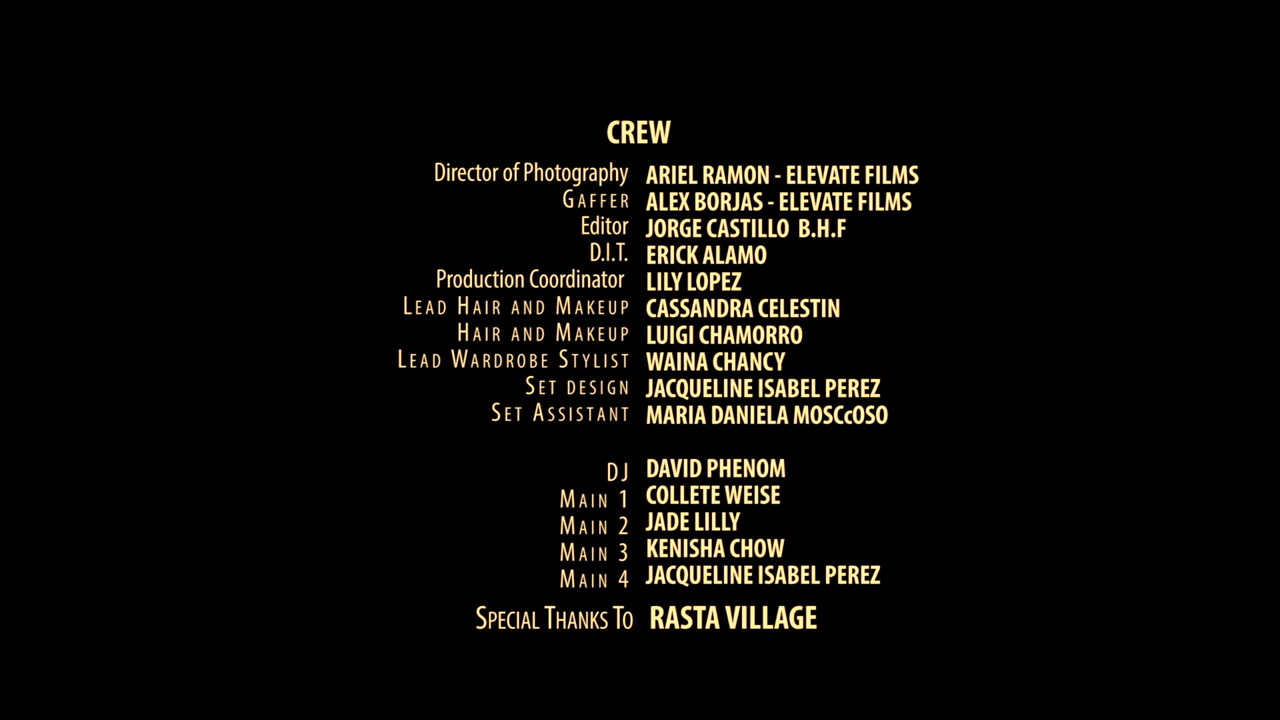 CREW
Director of Photography ARIEL RAMON - ELEVATE FILMS
GAFFER ALEX BORJAS - ELEVATE FILMS
Editor JORGE CASTILLO B.H.F
D.I.T. ERICK ALAMO
Production Coordinator LILY LOPEZ
LEAD HAIR AND MAKEUP CASSANDRA CELESTIN
HAIR AND MAKEUP LUIGI CHAMORRO
LEAD WARDROBE STYLIST WAINA CHANCY
SET DESIGN JACQUELINE ISABEL PEREZ
SET ASSISTANT MARIA DANIELA MOSCcOSO
DJ DAVID PHENOM
MAIN 1 COLLETE WEISE
MAIN 2 JADE LILLY
MAIN 3 KENISHA CHOW
MAIN 4 JACQUELINE ISABEL PEREZ
SPECIAL THANKS TO RASTA VILLAGE